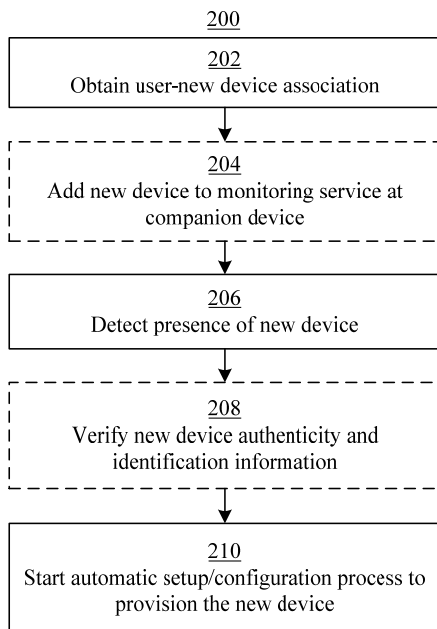 200
202
Obtain user-new device association
204
Add new device to monitoring service at
companion device
206
Detect presence of new device
208
Verify new device authenticity and
identification information
210
Start automatic setup/configuration process to
provision the new device